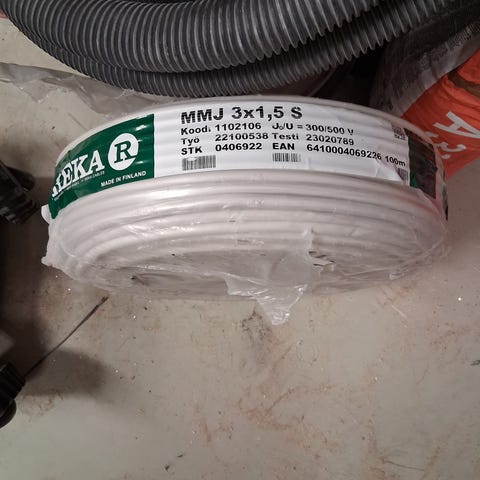 REKA R
MADE IN FINLAND
MMJ 3x1,5 S
Koodi 1102106 U₀/U = 300/500 V
Työ 22100538 Testi 23020789
STK 0406922 EAN 6410004069226 100m